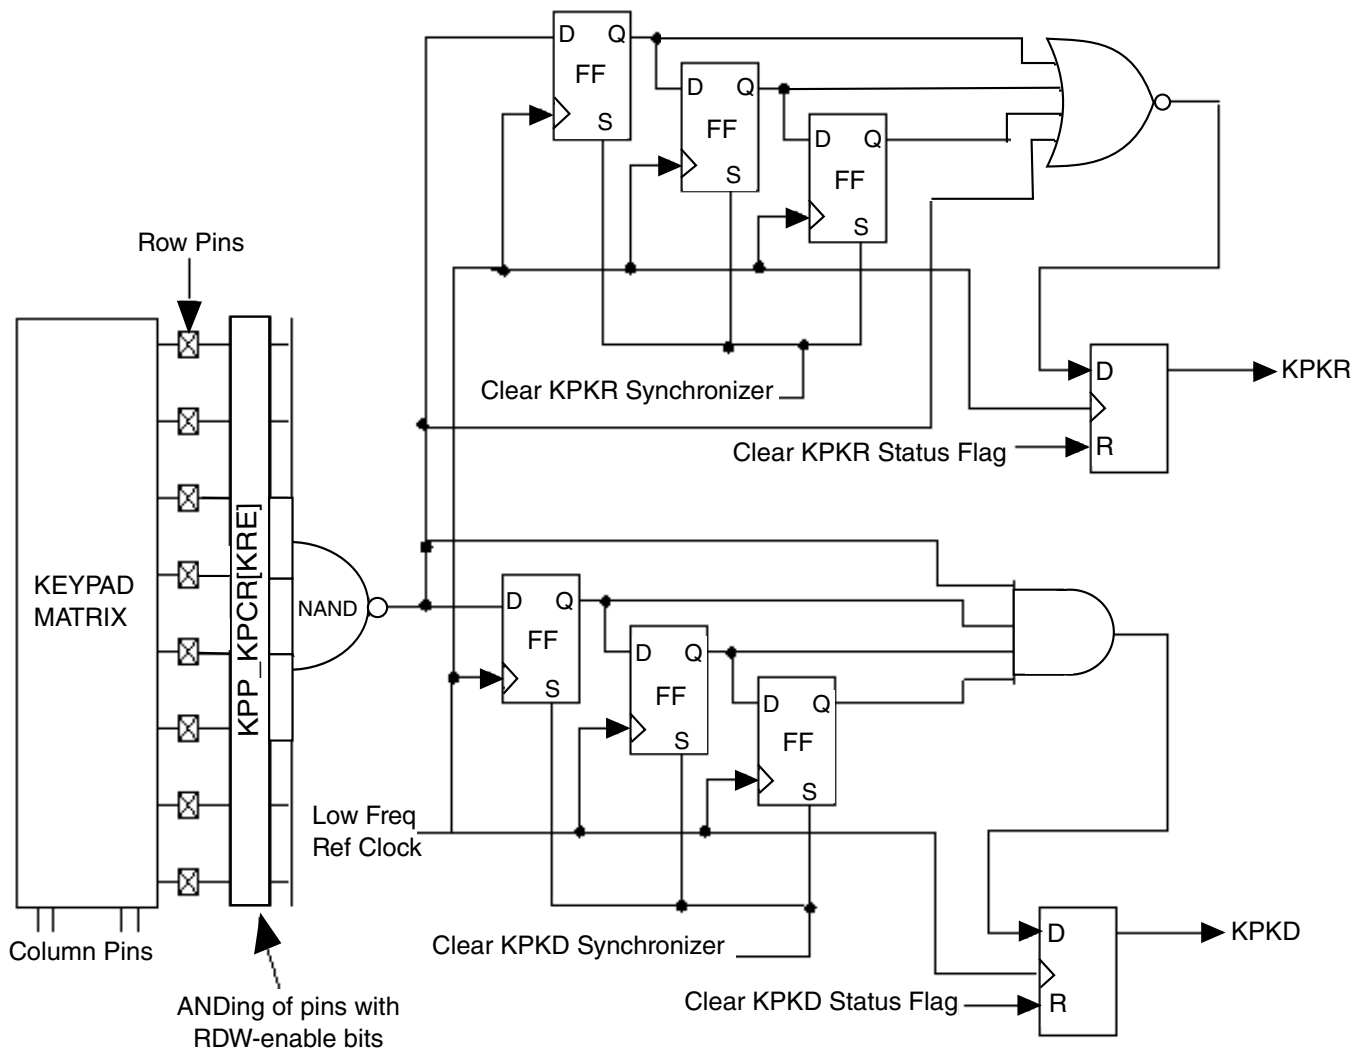 D Q
FF
S
D Q
FF
S
D Q
FF
S
Row Pins
Clear KPKR Synchronizer
D
R
KPKR
Clear KPKR Status Flag
KEYPAD
MATRIX
KPP_KPCR[KRE]
NAND
D Q
FF
S
D Q
FF
S
D Q
FF
S
Low Freq
Ref Clock
Column Pins
Clear KPKD Synchronizer
D
R
KPKD
Clear KPKD Status Flag
ANDing of pins with
RDW-enable bits